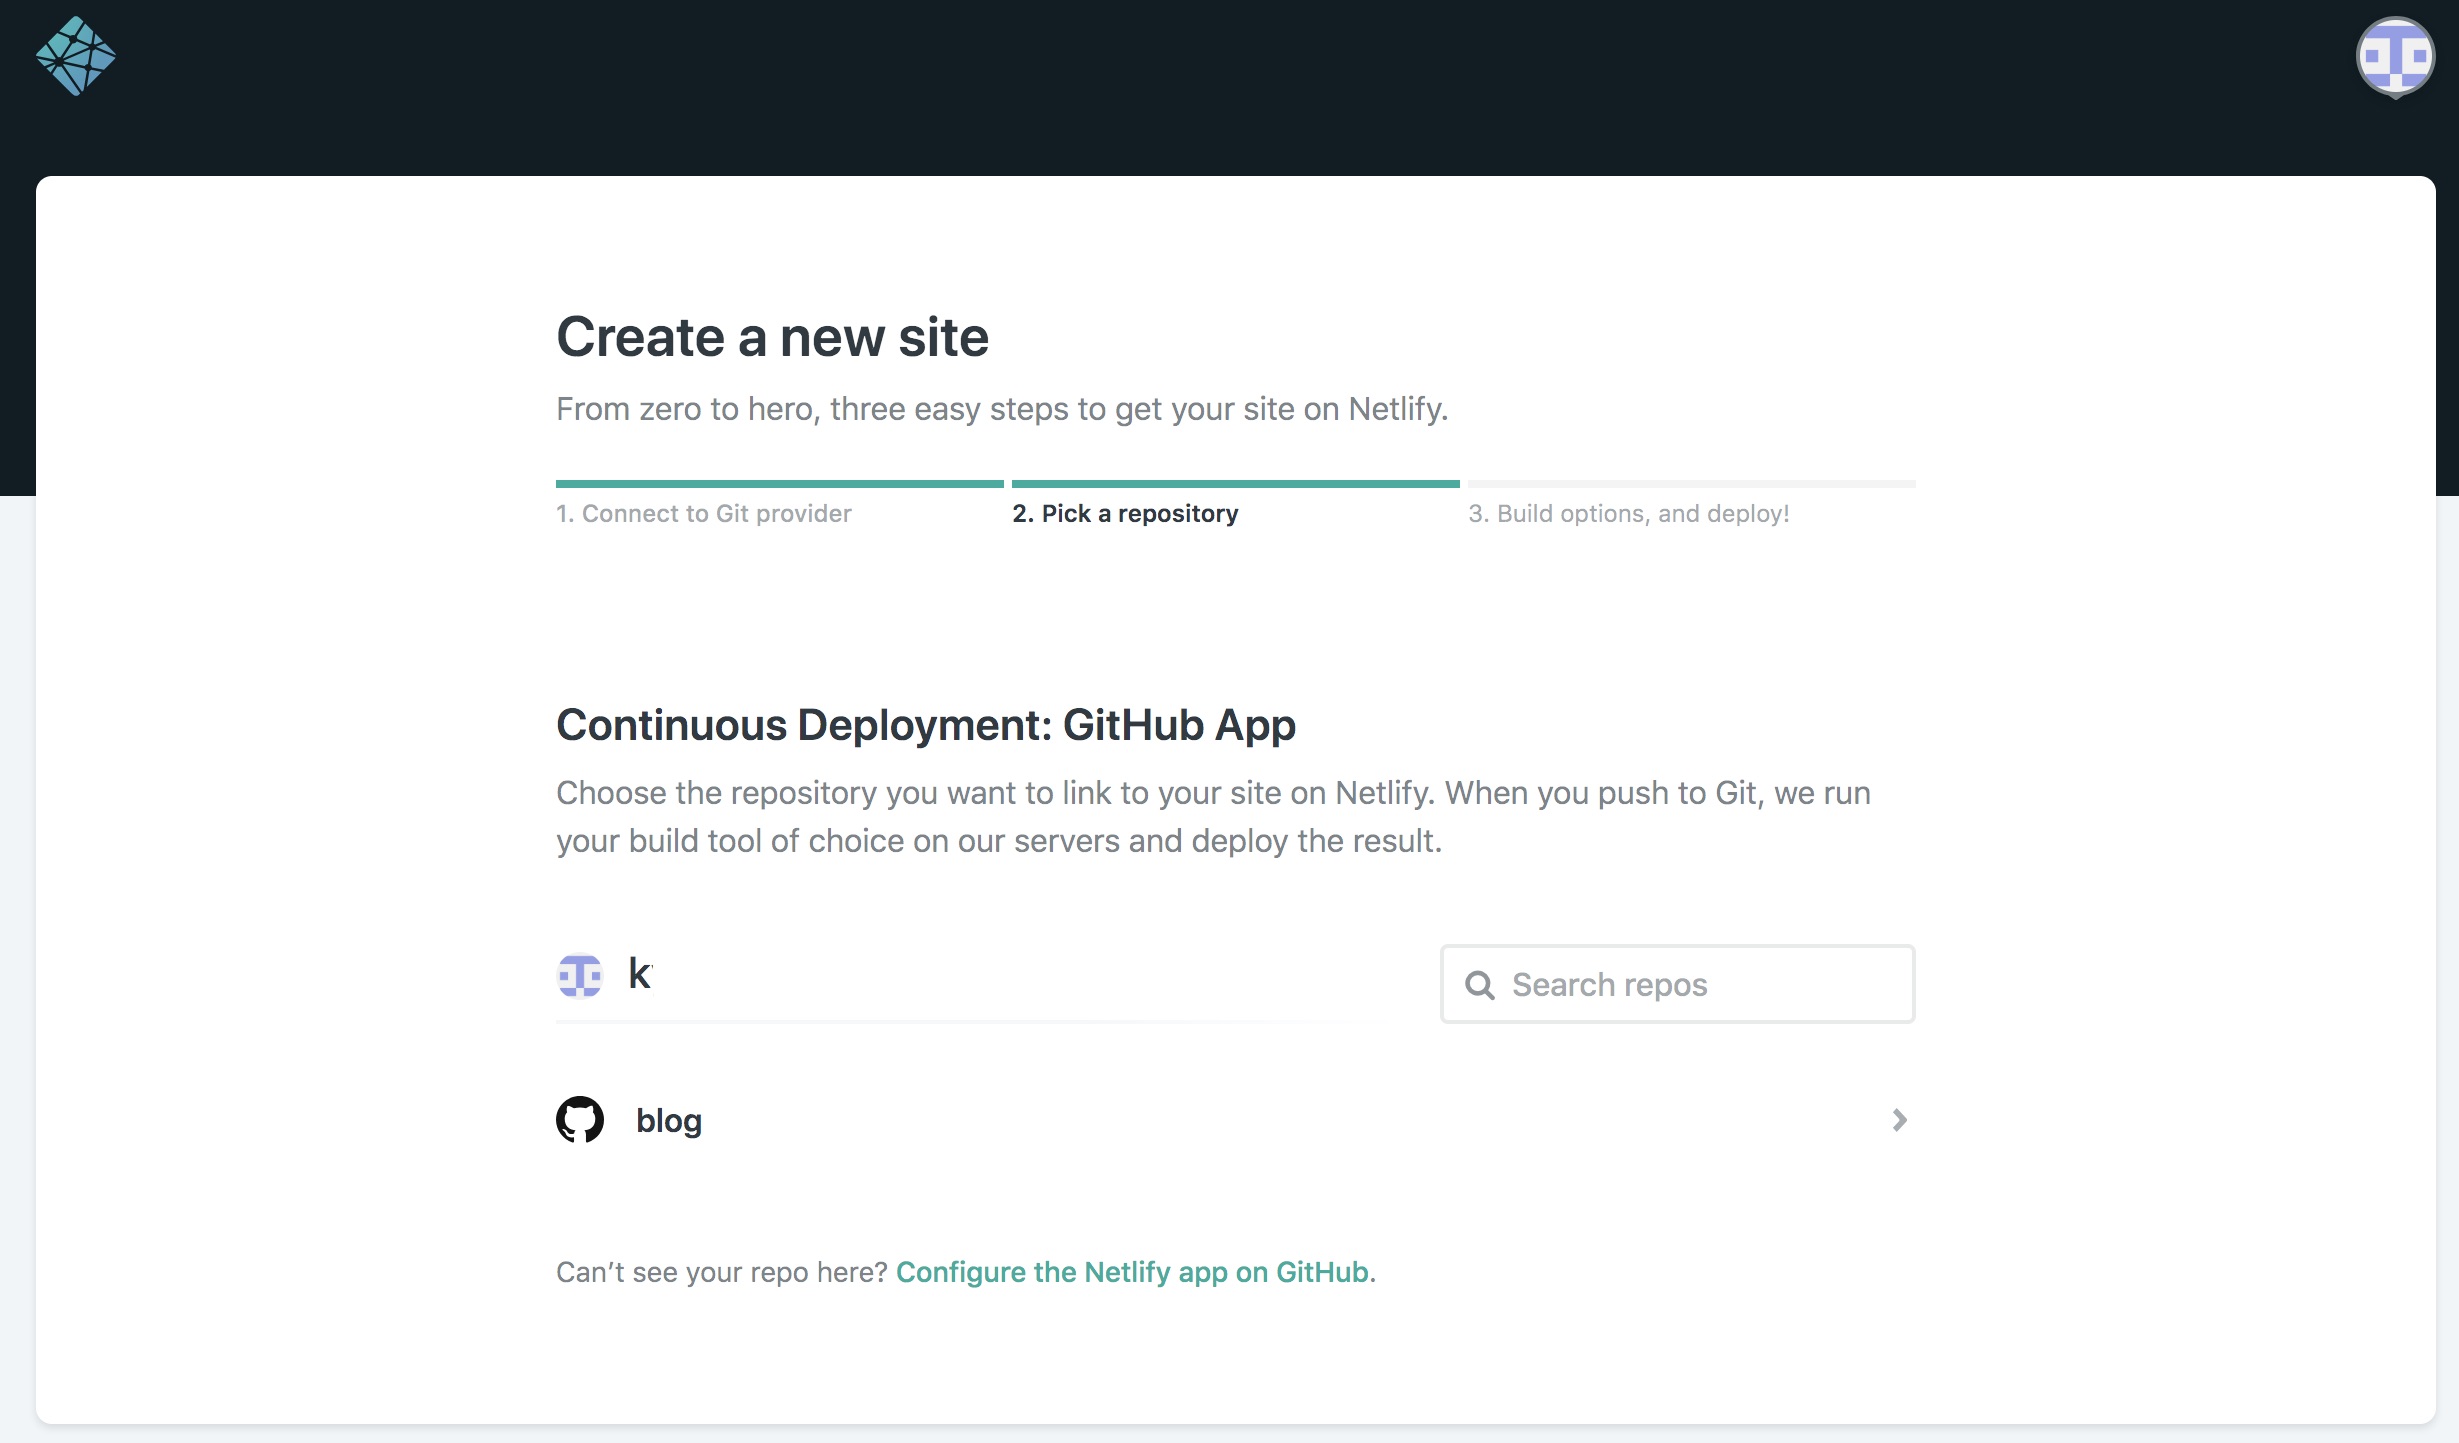 Create a new site
From zero to hero, three easy steps to get your site on Netlify.
1. Connect to Git provider
2. Pick a repository
3. Build options, and deploy!
Continuous Deployment: GitHub App
Choose the repository you want to link to your site on Netlify. When you push to Git, we run
your build tool of choice on our servers and deploy the result.
Search repos
blog
Can’t see your repo here? Configure the Netlify app on GitHub.